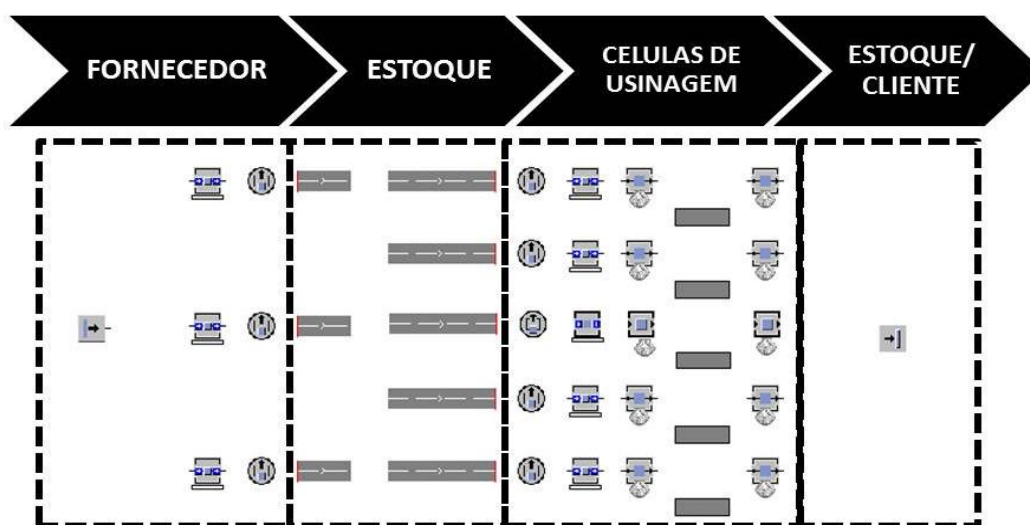 FORNECEDOR
ESTOQUE
CELULAS DE
USINAGEM
ESTOQUE/
CLIENTE